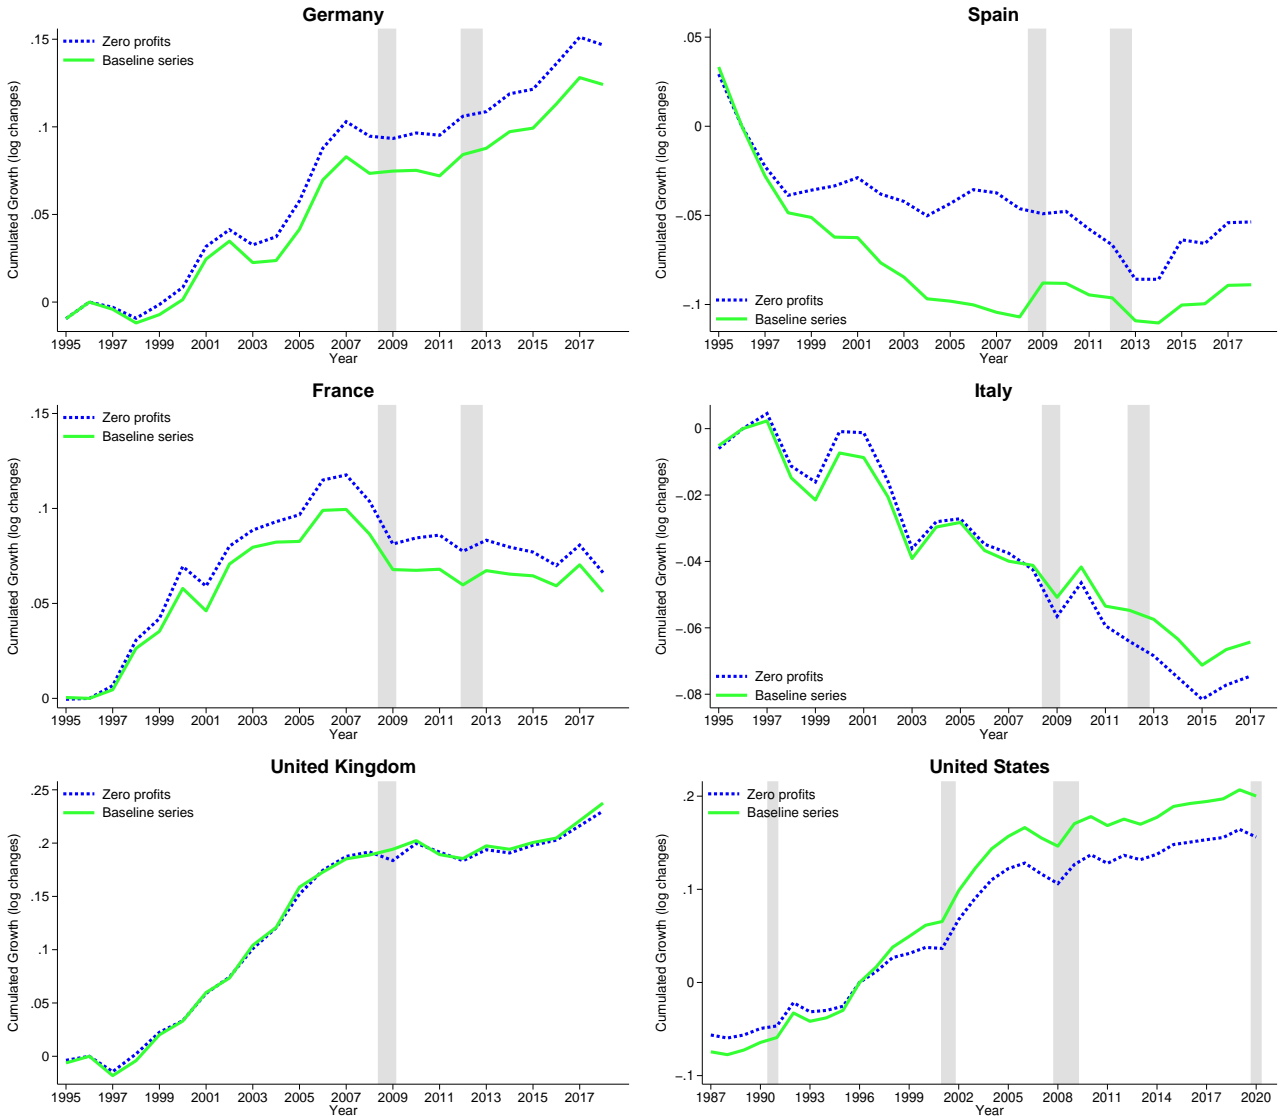 Germany
Cumulated Growth (log changes)
.15
.1
.05
0
Zero profits
Baseline series
1995 1997 1999 2001 2003 2005 2007 2009 2011 2013 2015 2017
Year
Spain
Cumulated Growth (log changes)
.05
0
−.05
−.1
Zero profits
Baseline series
1995 1997 1999 2001 2003 2005 2007 2009 2011 2013 2015 2017
Year
France
Cumulated Growth (log changes)
.15
.1
.05
0
Zero profits
Baseline series
1995 1997 1999 2001 2003 2005 2007 2009 2011 2013 2015 2017
Year
Italy
Cumulated Growth (log changes)
0
−.02
−.04
−.06
−.08
Zero profits
Baseline series
1995 1997 1999 2001 2003 2005 2007 2009 2011 2013 2015 2017
Year
United Kingdom
Cumulated Growth (log changes)
.25
.2
.15
.1
.05
0
Zero profits
Baseline series
1995 1997 1999 2001 2003 2005 2007 2009 2011 2013 2015 2017
Year
United States
Cumulated Growth (log changes)
.2
.1
0
−.1
Zero profits
Baseline series
1987 1990 1993 1996 1999 2002 2005 2008 2011 2014 2017 2020
Year